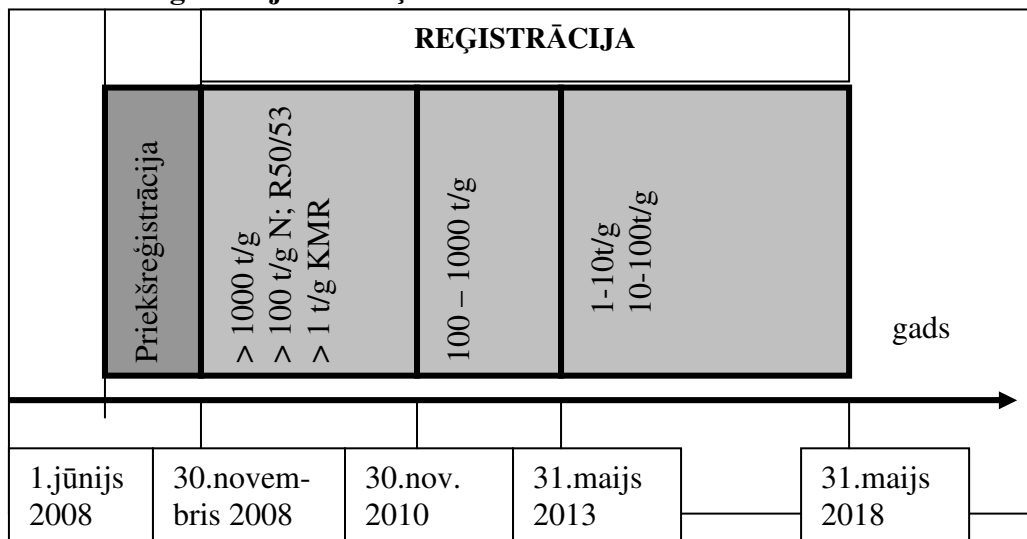 REĢISTRĀCIJA
Priekšreģistrācija
> 1000 t/g
> 100 t/g N; R50/53
> 1 t/g KMR
100 – 1000 t/g
1-10t/g
10-100t/g
gads
1.jūnijs
2008
30.novem-
bris 2008
30.nov.
2010
31.maijs
2013
31.maijs
2018